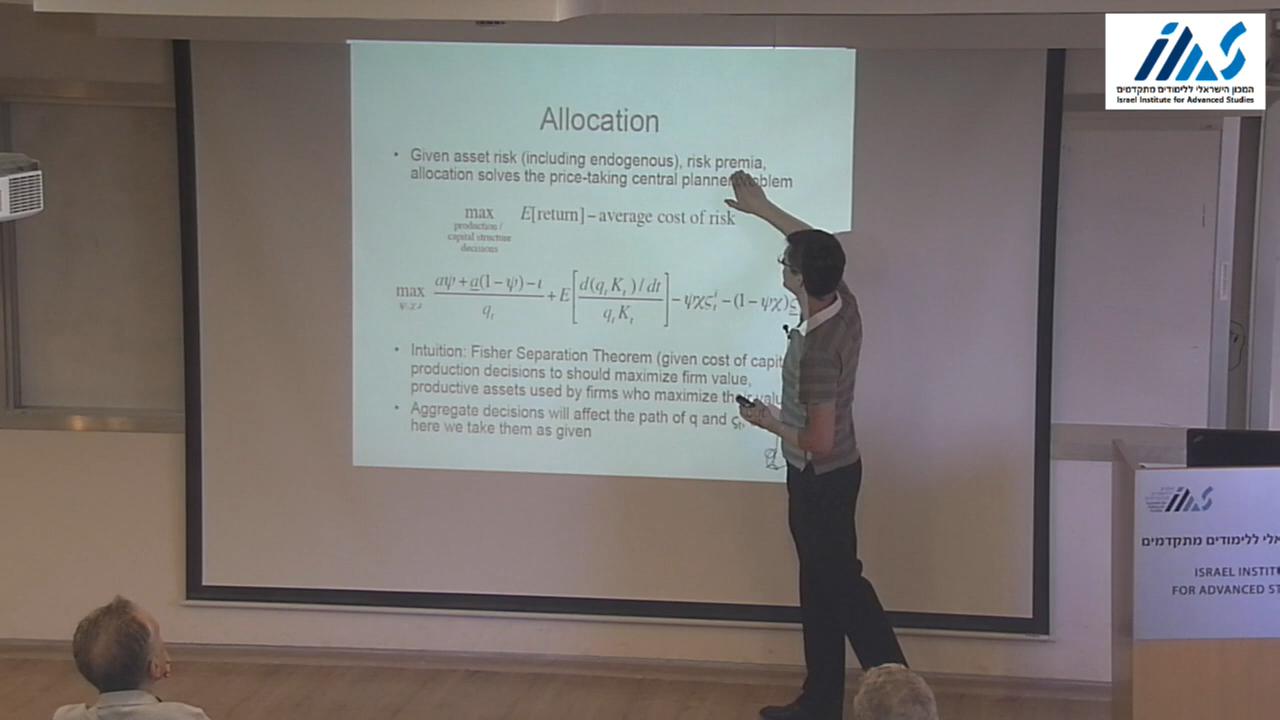 המכון הישראלי ללימודים מתקדמים
Israel Institute for Advanced Studies
Allocation
• Given asset risk (including endogenous), risk premia,
allocation solves the price-taking central planner
max E[return] – average cost of risk
production /
capital structure
decisions
max aψ + a̲(1 – ψ) – ι / q_t + E[d(q_t K_t) / dt / q_t K_t] – ψχς_t^i – (1 – ψχ)ς
• Intuition: Fisher Separation Theorem (given cost of capit
production decisions to should maximize firm value,
productive assets used by firms who maximize their valu
• Aggregate decisions will affect the path of q and ς_t,
here we take them as given
ללימודים מתקדמים
ISRAEL INSTIT
FOR ADVANCED ST